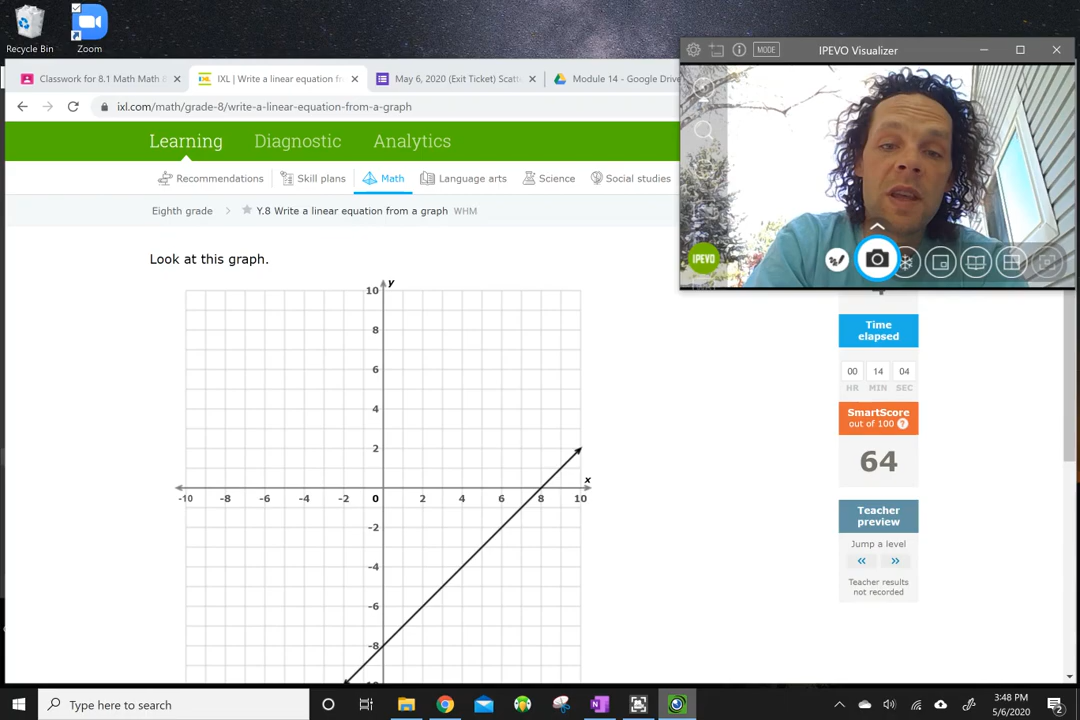 Recycle Bin
Zoom
IPEVO Visualizer
MODE
Classwork for 8.1 Math Math
IXL | Write a linear equation fr
May 6, 2020 (Exit Ticket) Scatt
Module 14 - Google Drive
ixl.com/math/grade-8/write-a-linear-equation-from-a-graph
Learning Diagnostic Analytics
Recommendations Skill plans Math Language arts Science Social studies
Eighth grade > Y.8 Write a linear equation from a graph WHM
IPEVO
Look at this graph.
y
10
8
6
4
2
x
-10 -8 -6 -4 -2 0 2 4 6 8 10
-2
-4
-6
-8
Time
elapsed
00 14 04
HR MIN SEC
SmartScore
out of 100 ?
64
Teacher
preview
Jump a level
« »
Teacher results
not recorded
Type here to search
3:48 PM
5/6/2020
2